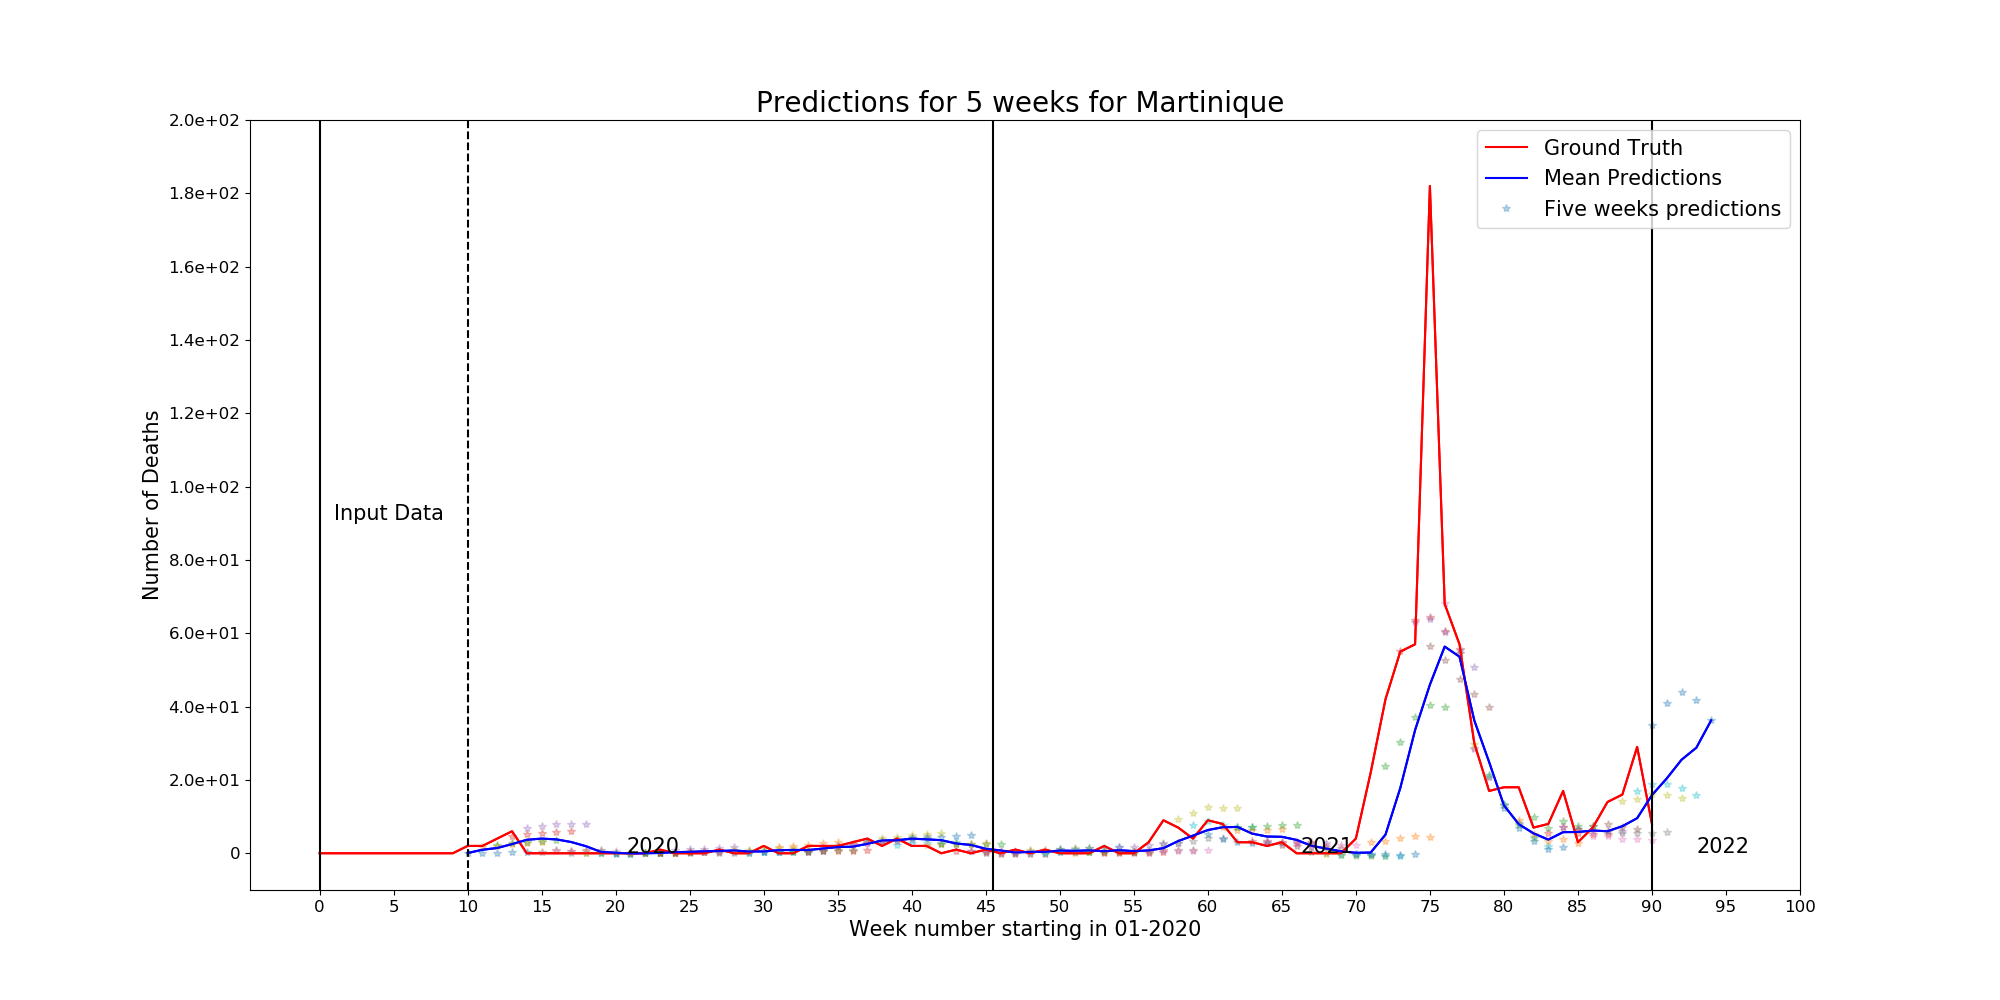 Predictions for 5 weeks for Martinique
2.0e+02
1.8e+02
1.6e+02
1.4e+02
1.2e+02
1.0e+02
8.0e+01
6.0e+01
4.0e+01
2.0e+01
0
Number of Deaths
Ground Truth
Mean Predictions
Five weeks predictions
Input Data
2020 2021 2022
0 5 10 15 20 25 30 35 40 45 50 55 60 65 70 75 80 85 90 95 100
Week number starting in 01-2020